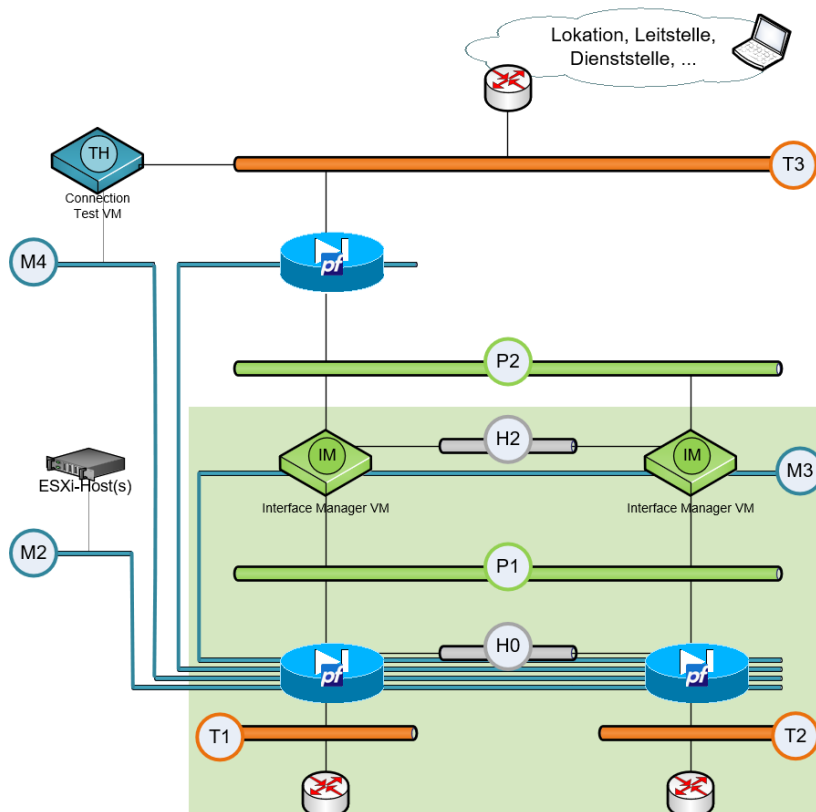 Lokation, Leitstelle,
Dienststelle, ...
TH
T3
Connection
Test VM
M4
pf
P2
H2
IM
IM
M3
ESXi-Host(s)
Interface Manager VM
Interface Manager VM
M2
P1
H0
pf
pf
T1
T2